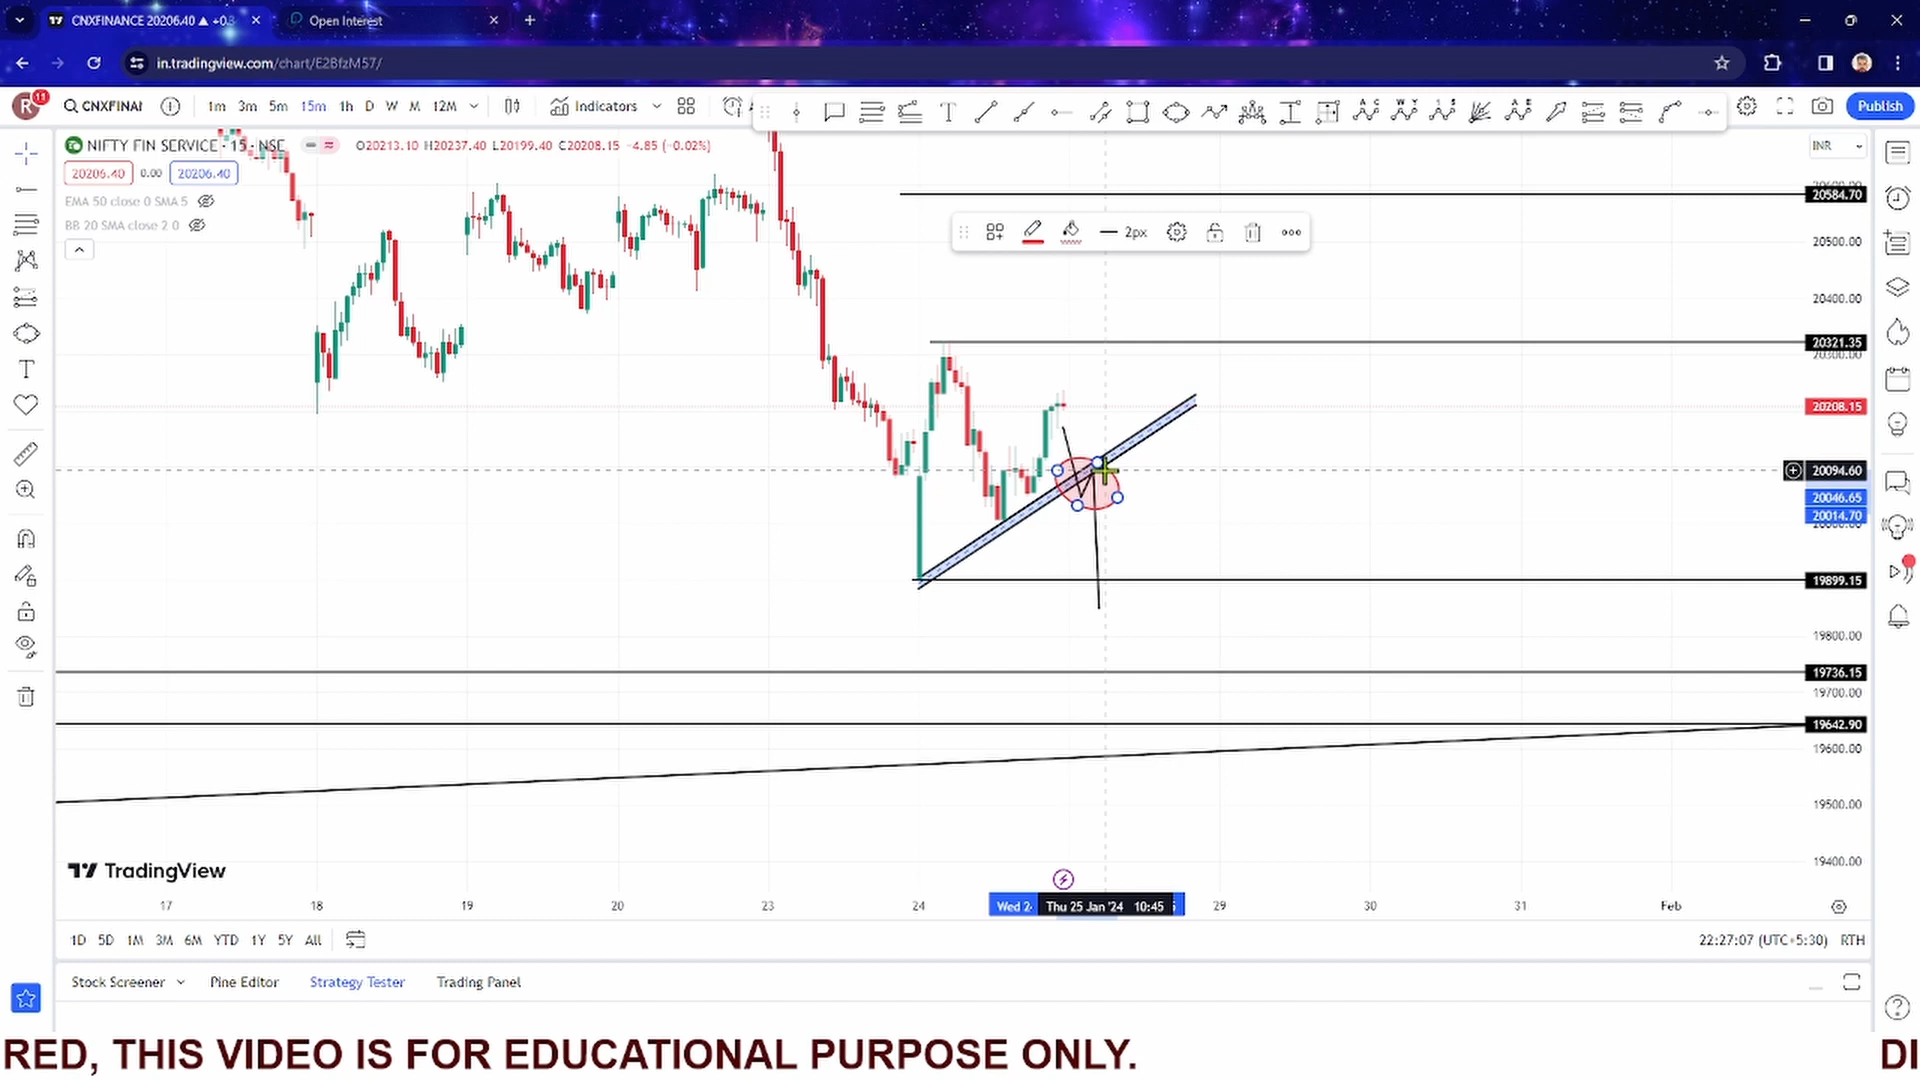 CNXFINANCE 20206.40 ▲ +0.8
Open Interest
in.tradingview.com/chart/E2BfzM57/
R 11 CNXFINAI 1m 3m 5m 15m 1h D W M 12M Indicators Publish
NIFTY FIN SERVICE · 15 · NSE O20213.10 H20237.40 L20199.40 C20208.15 -4.85 (-0.02%)
INR
20206.40 0.00 20206.40
EMA 50 close 0 SMA 5
BB 20 SMA close 2 0
2px
20584.70
20500.00
20400.00
20321.35
20300.00
20208.15
20094.60
20046.65
20014.70
19899.15
19800.00
19736.15
19700.00
19642.90
19600.00
19500.00
19400.00
TradingView
17 18 19 20 23 24 Wed 2 Thu 25 Jan '24 10:45 29 30 31 Feb
1D 5D 1M 3M 6M YTD 1Y 5Y All 22:27:07 (UTC+5:30) RTH
Stock Screener Pine Editor Strategy Tester Trading Panel
RED, THIS VIDEO IS FOR EDUCATIONAL PURPOSE ONLY. DI